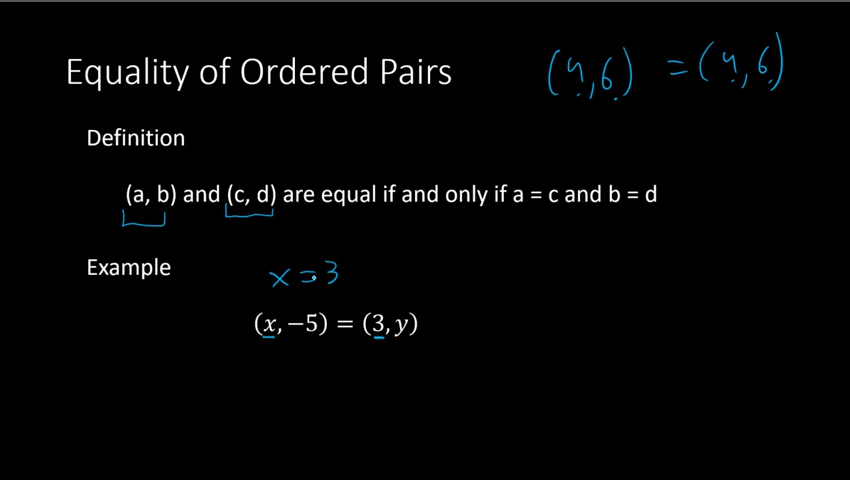 Equality of Ordered Pairs (4,6) = (4,6)
Definition
(a, b) and (c, d) are equal if and only if a = c and b = d
Example
x = 3
(x, −5) = (3, y)